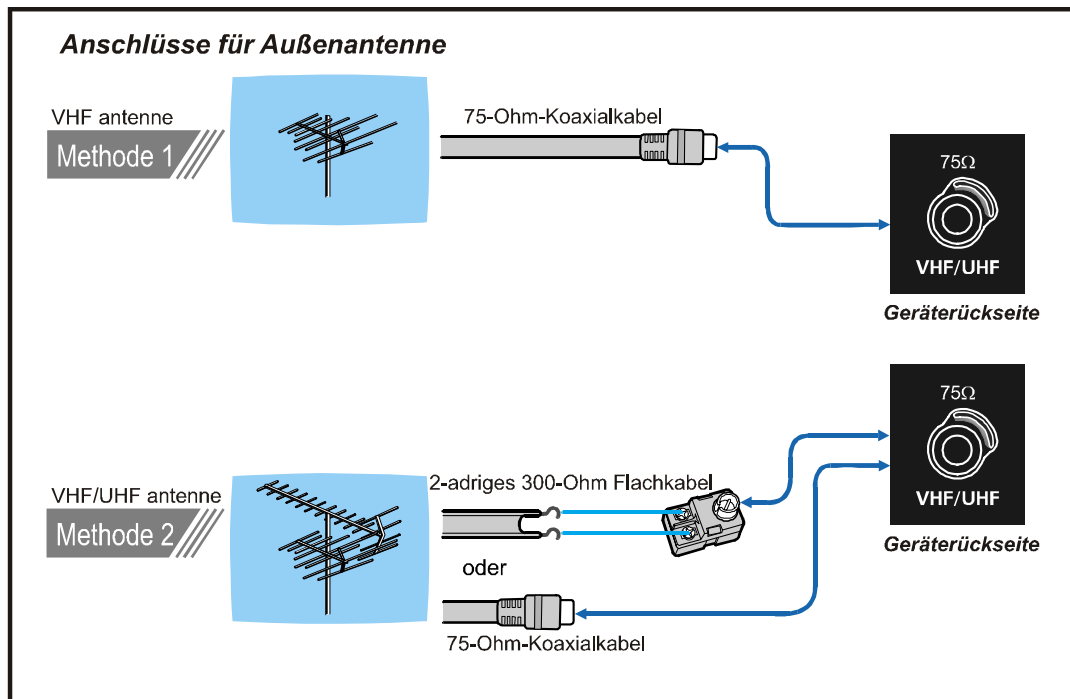 Anschlüsse für Außenantenne
VHF antenne
Methode 1
75-Ohm-Koaxialkabel
75Ω
VHF/UHF
Geräterückseite
VHF/UHF antenne
Methode 2
2-adriges 300-Ohm Flachkabel
oder
75-Ohm-Koaxialkabel
75Ω
VHF/UHF
Geräterückseite